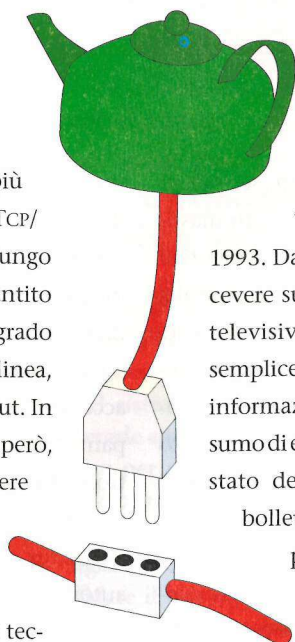 più
TCP/
ungo
antito
grado
linea,
ut. In
però,
ere
tec-
1993. Da
cevere su
televisiv
semplice
informaz
sumo di e
stato de
bollet
p